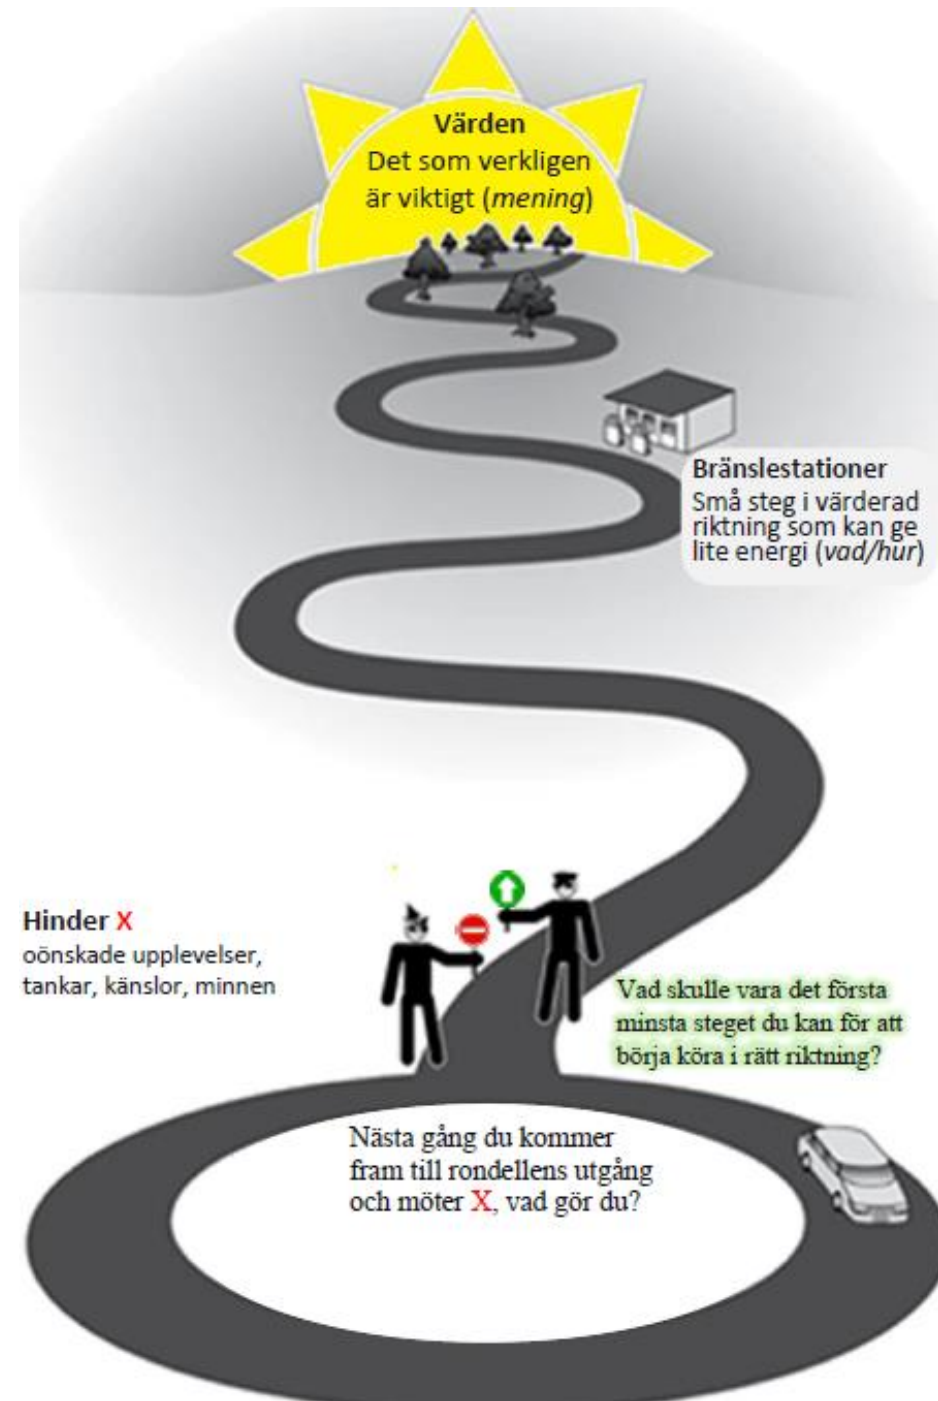 Värden
Det som verkligen
är viktigt (mening)
Bränslestationer
Små steg i värderad
riktning som kan ge
lite energi (vad/hur)
Hinder X
oönskade upplevelser,
tankar, känslor, minnen
Vad skulle vara det första
minsta steget du kan för att
börja köra i rätt riktning?
Nästa gång du kommer
fram till rondellens utgång
och möter X, vad gör du?